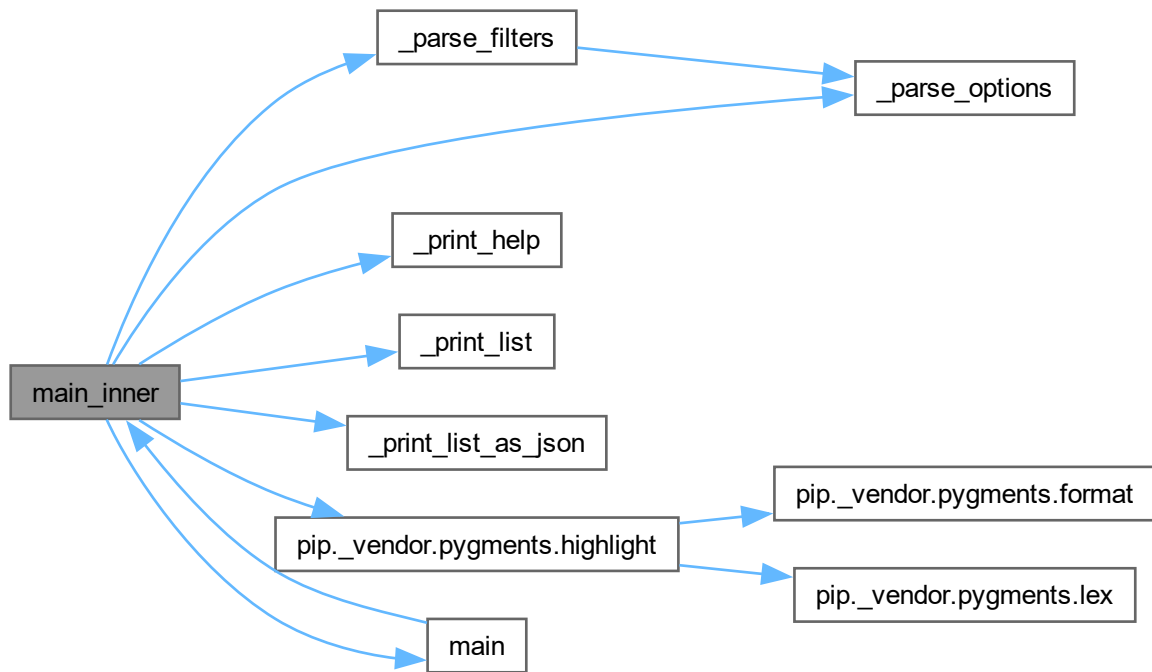 _parse_filters
_parse_options
_print_help
_print_list
main_inner
_print_list_as_json
pip._vendor.pygments.format
pip._vendor.pygments.highlight
pip._vendor.pygments.lex
main